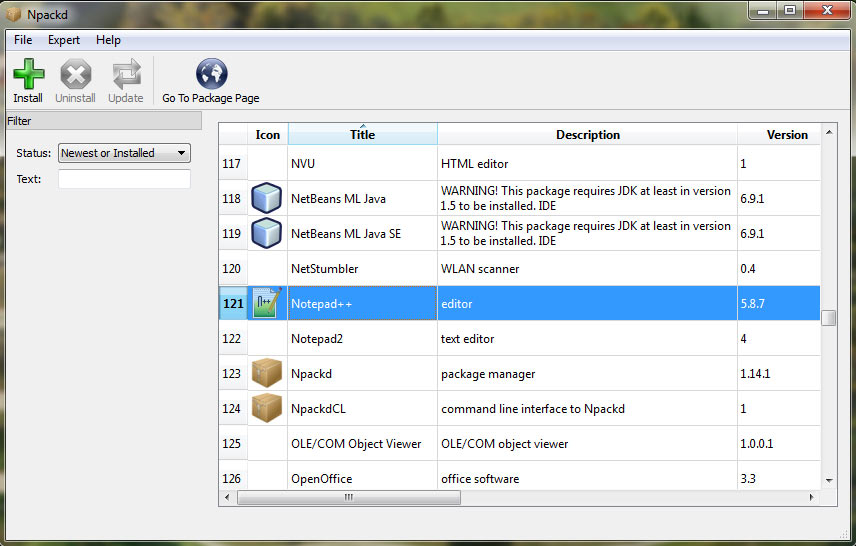 Npackd
File Expert Help
Install Uninstall Update Go To Package Page
Filter
Status: Newest or Installed
Text:
Icon Title Description Version
117 NVU HTML editor 1
118 NetBeans ML Java WARNING! This package requires JDK at least in version
1.5 to be installed. IDE 6.9.1
119 NetBeans ML Java SE WARNING! This package requires JDK at least in version
1.5 to be installed. IDE 6.9.1
120 NetStumbler WLAN scanner 0.4
121 Notepad++ editor 5.8.7
122 Notepad2 text editor 4
123 Npackd package manager 1.14.1
124 NpackdCL command line interface to Npackd 1
125 OLE/COM Object Viewer OLE/COM object viewer 1.0.0.1
126 OpenOffice office software 3.3